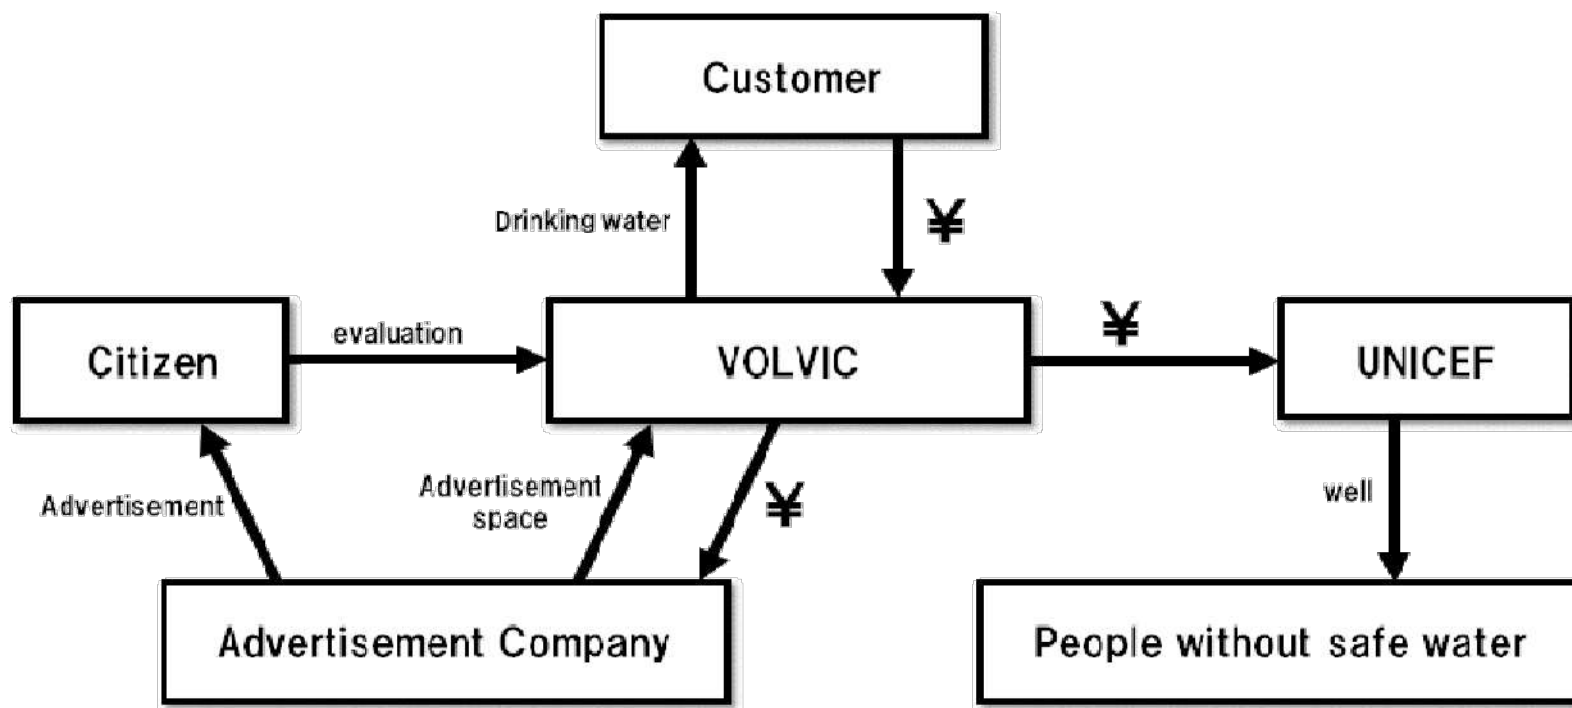 Customer
Drinking water
¥
Citizen
evaluation
VOLVIC
¥
UNICEF
Advertisement
Advertisement
space
¥
well
Advertisement Company
People without safe water